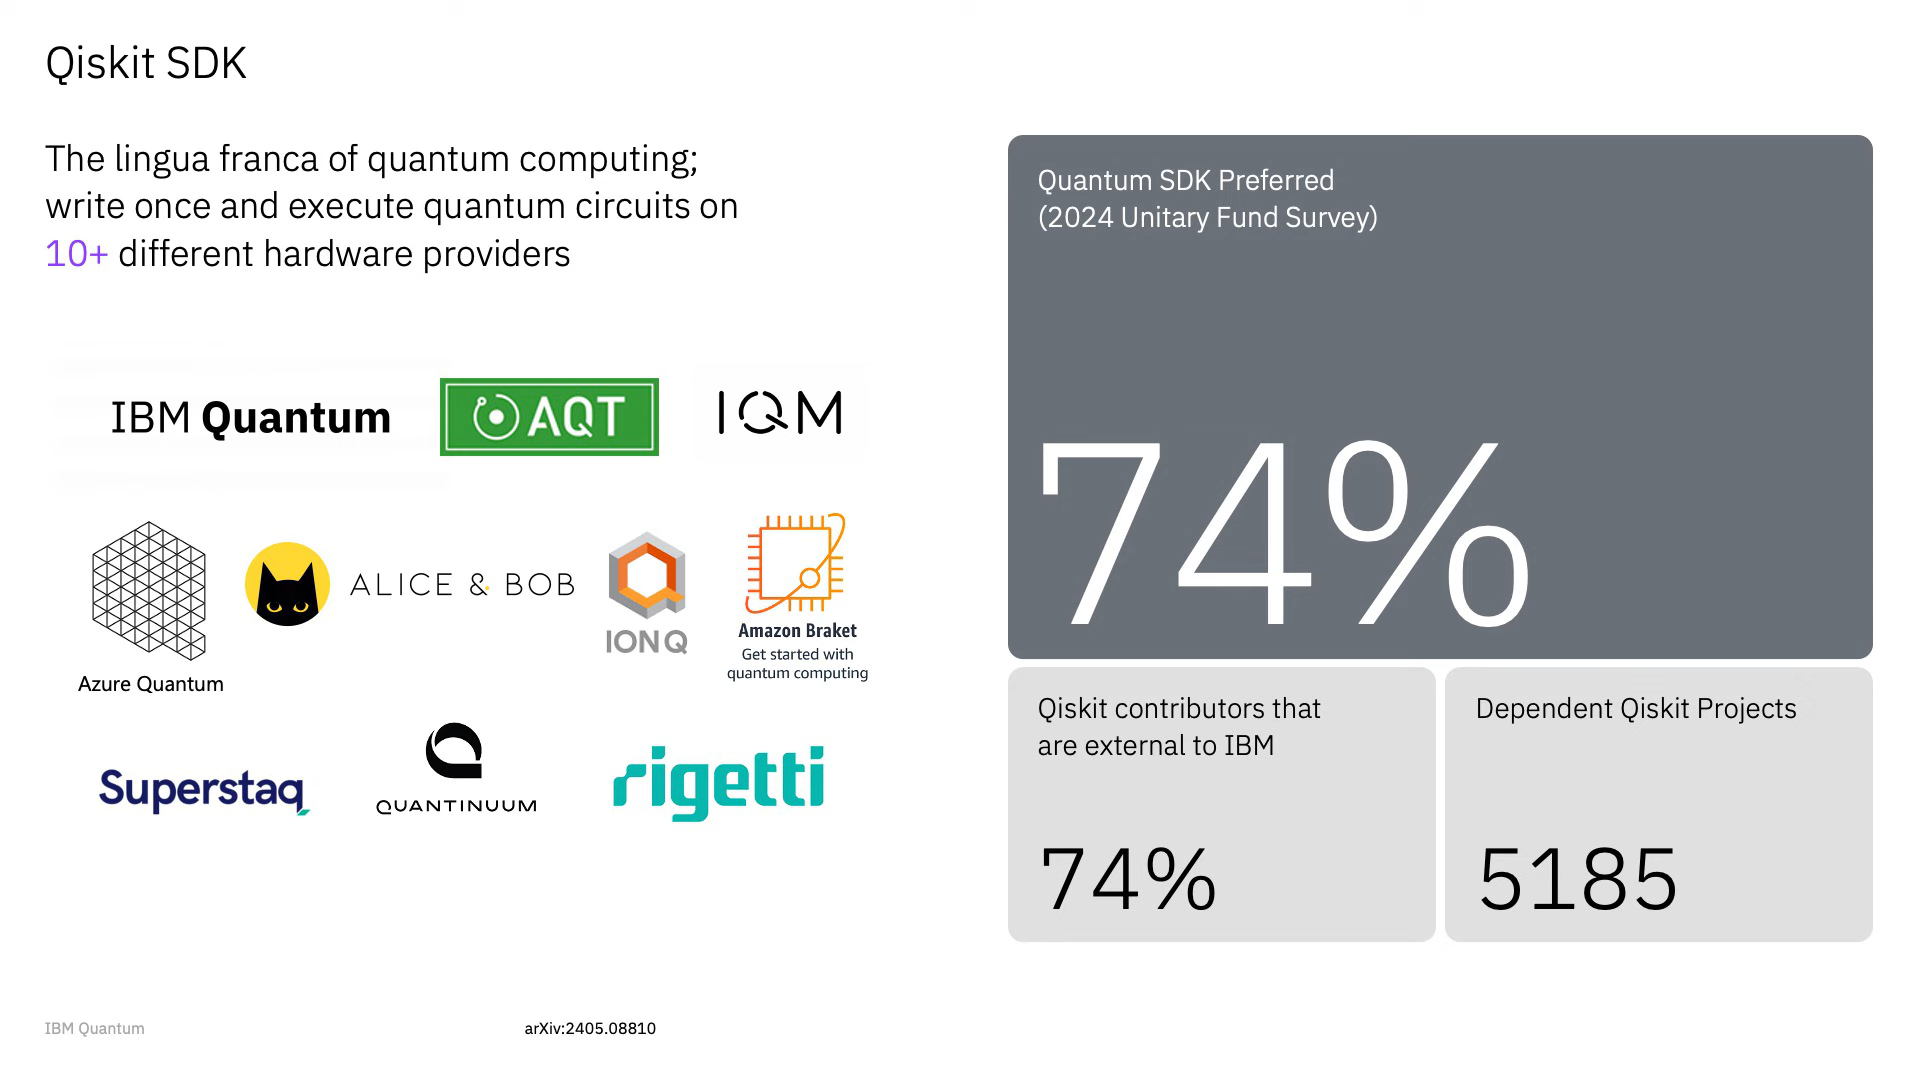 Qiskit SDK
The lingua franca of quantum computing;
write once and execute quantum circuits on
10+ different hardware providers
IBM Quantum
AQT
IQM
Azure Quantum
ALICE & BOB
IONQ
Amazon Braket
Get started with
quantum computing
Superstaq
QUANTINUUM
rigetti
Quantum SDK Preferred
(2024 Unitary Fund Survey)
74%
Qiskit contributors that
are external to IBM
74%
Dependent Qiskit Projects
5185
IBM Quantum
arXiv:2405.08810